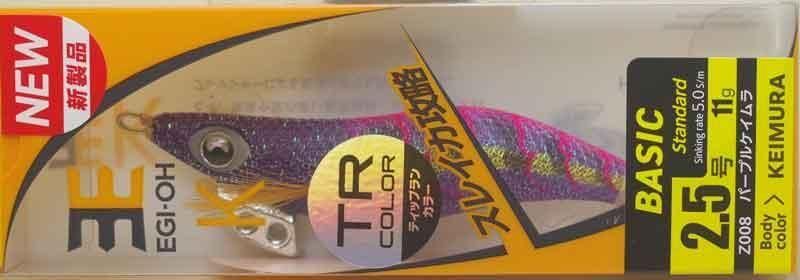 NEW
新製品
EGI-OH
K
TR
COLOR
ティップラン
カラー
スレイカ攻略
BASIC
Standard
Sinking rate 5.0 s/m
2.5号 11g
Z008 パープルケイムラ
Body color > KEIMURA